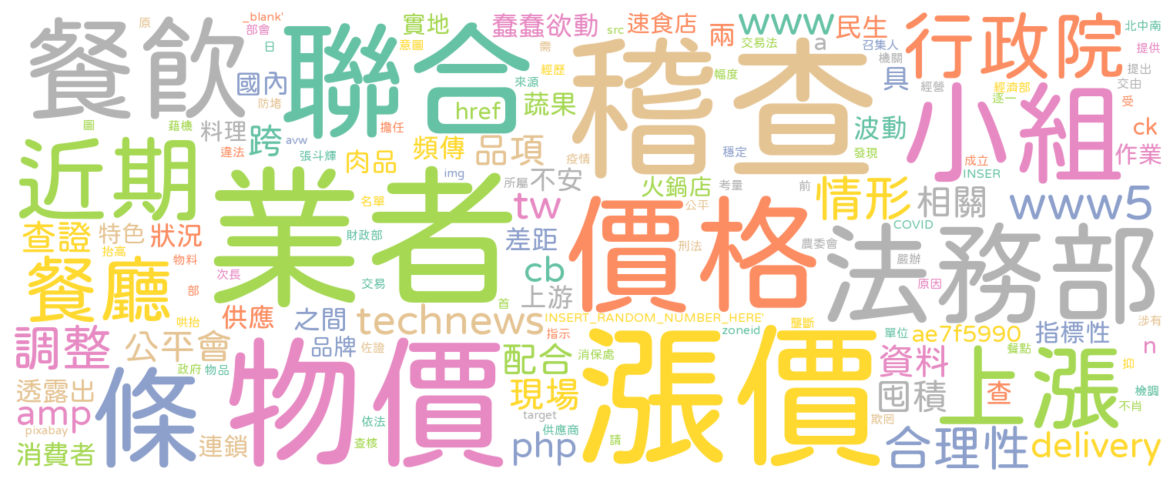 餐飲
聯合
稽查
行政院
小組
近期
業者
價格
法務部
物價
漲價
上漲
條
餐廳
調整
_blank'
部會
原
日
國內
防堵
實地
意圖
蠢蠢欲動
經歷
需
src
速食店
兩
www
民生
交易法
a
召集人
機關
具
北中南
提供
提出
交由
經濟部
逐一
經營
受
ck
作業
來源
href
蔬果
幅度
波動
發現
圖
藉機
料理
違法
跨
avw
擔任
張斗輝
肉品
頻傳
品項
img
疫情
穩定
所屬
不安
火鍋店
考量
前
情形
相關
成立
INSER
www5
COVID
查證
特色
狀況
抬高
物料
次長
部
名單
財政部
交易
tw
差距
cb
上游
首
公平
刑法
農委會
嚴辦
原因
供應
之間
technews
INSERT_RANDOM_NUMBER_HERE'
zoneid
壟斷
單位
ae7f5990
指標性
涉有
n
哄抬
公平會
品牌
佐證
指示
配合
消保處
資料
餐點
抑
政府
物品
透露出
amp
pixabay
現場
target
供應商
php
請
囤積
查
檢調
不肖
欺罔
消費者
連鎖
依法
查核
合理性
delivery